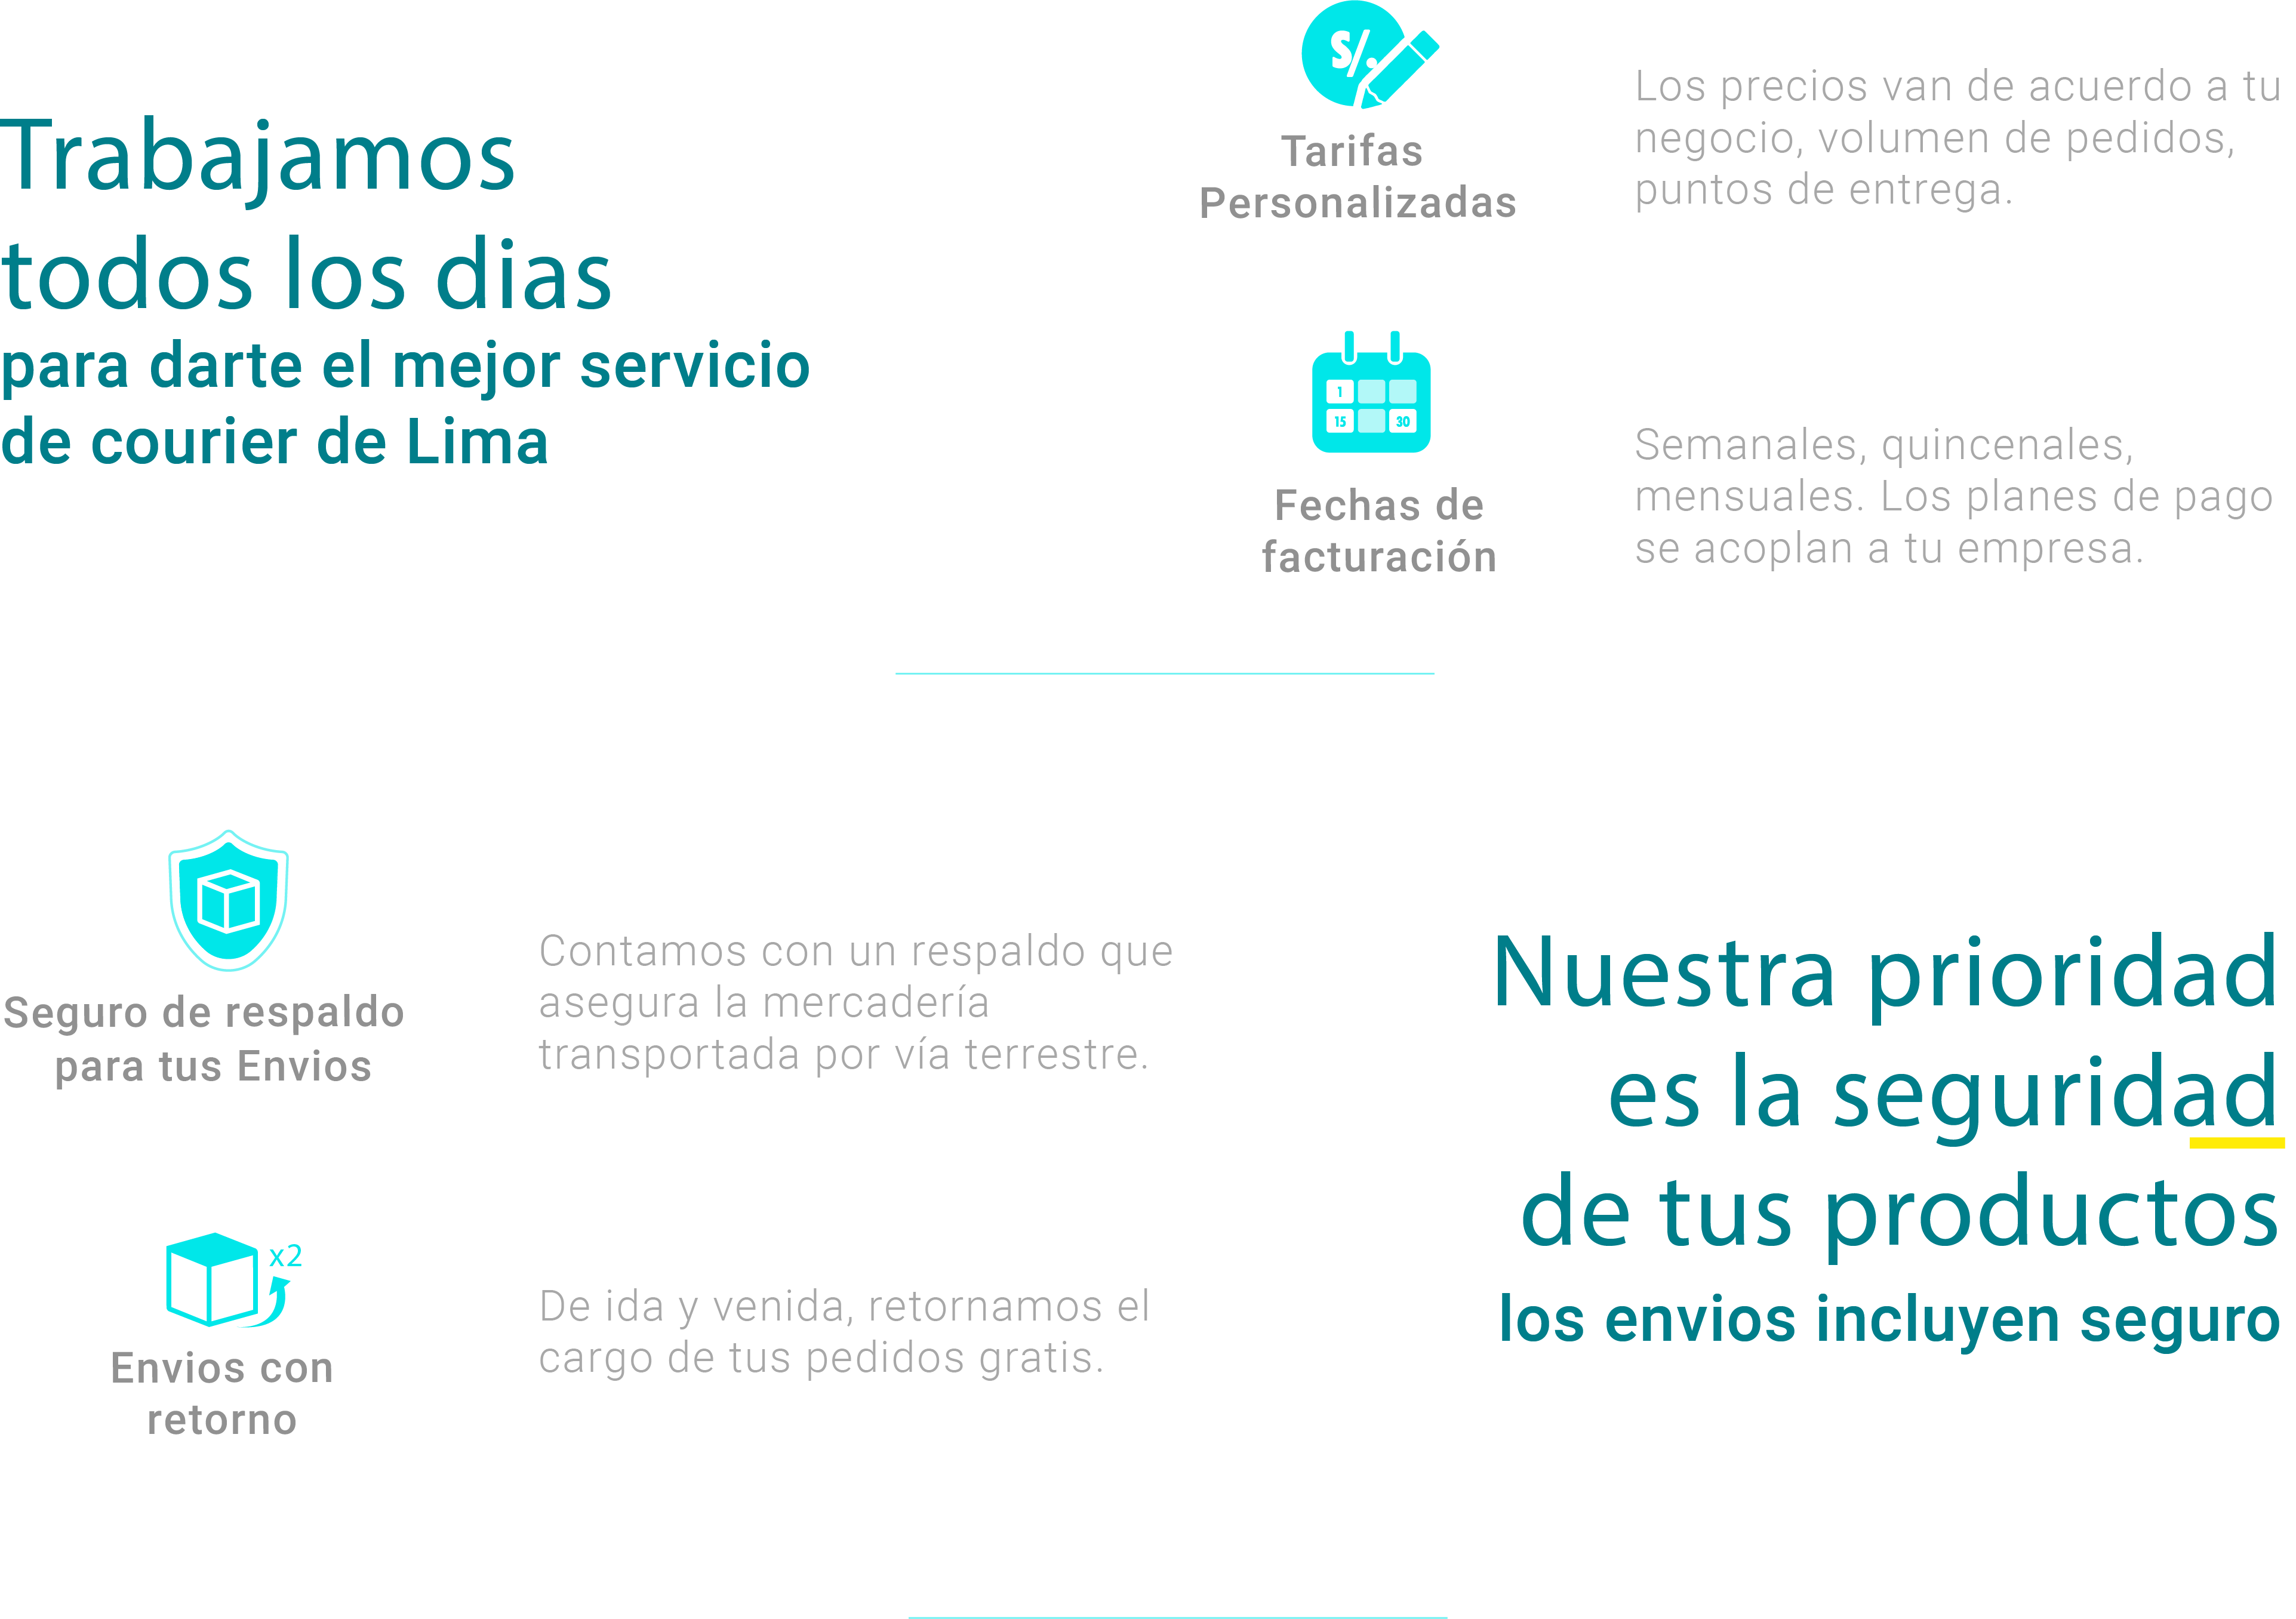 Trabajamos
todos los dias
para darte el mejor servicio
de courier de Lima
S/.
Tarifas
Personalizadas
Los precios van de acuerdo a tu
negocio, volumen de pedidos,
puntos de entrega.
1
15 30
Fechas de
facturación
Semanales, quincenales,
mensuales. Los planes de pago
se acoplan a tu empresa.
Seguro de respaldo
para tus Envios
Contamos con un respaldo que
asegura la mercadería
transportada por vía terrestre.
x2
Envios con
retorno
De ida y venida, retornamos el
cargo de tus pedidos gratis.
Nuestra prioridad
es la seguridad
de tus productos
los envios incluyen seguro